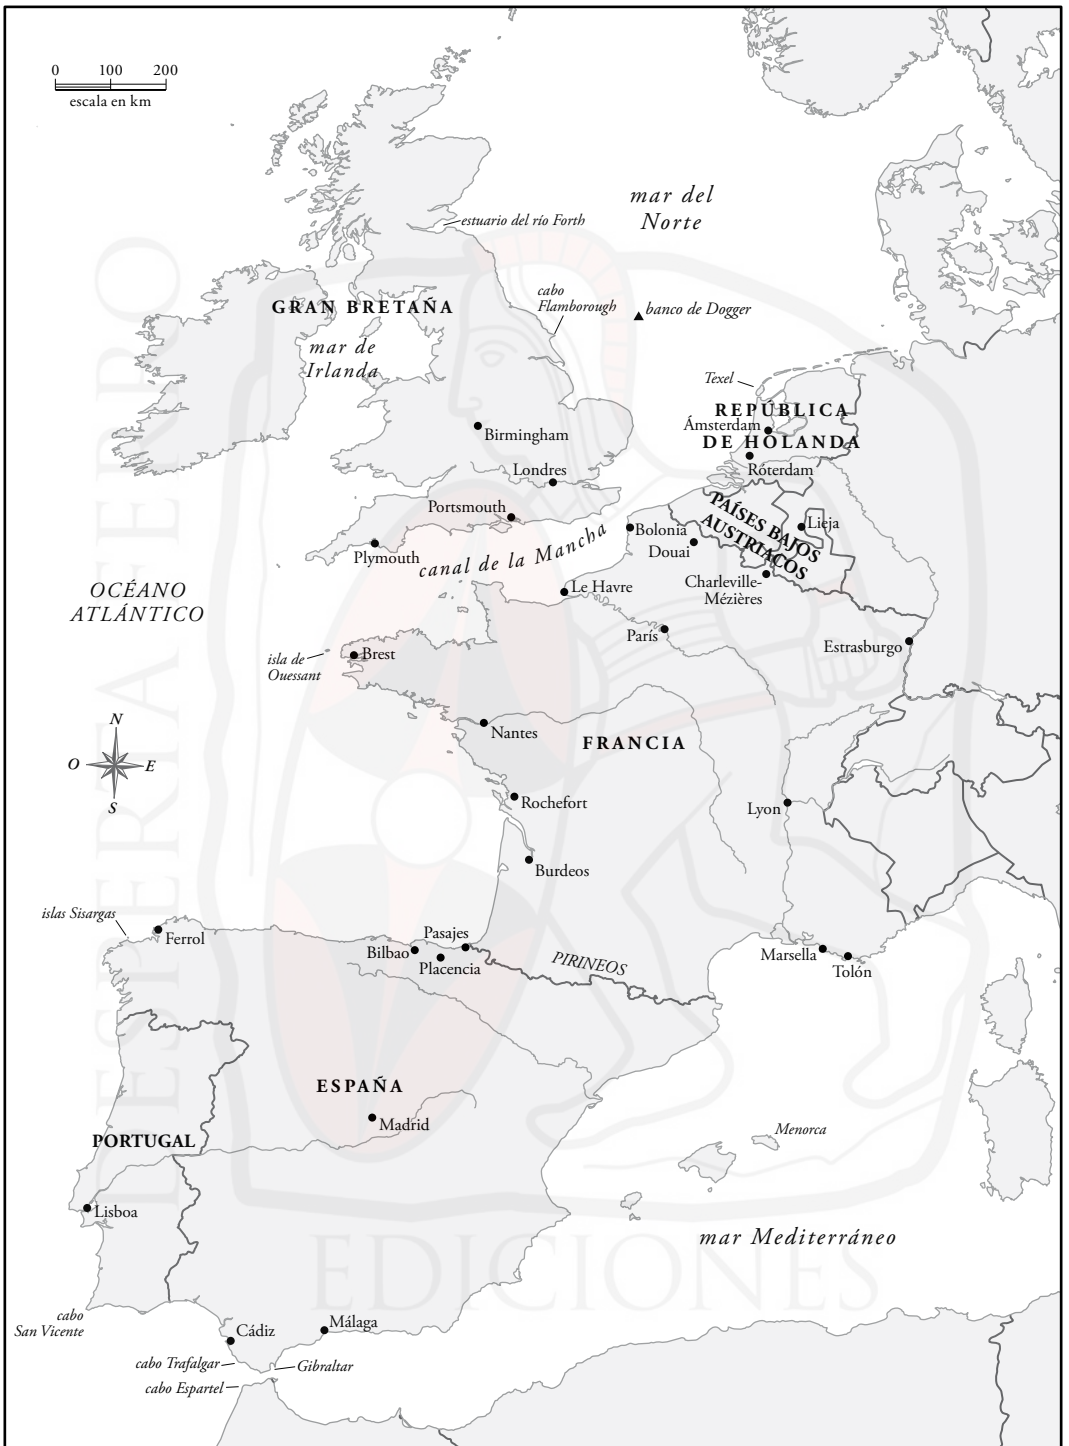 0 100 200
escala en km
mar del
Norte
estuario del río Forth
cabo
Flamborough
banco de Dogger
GRAN BRETAÑA
mar de
Irlanda
Texel
REPÚBLICA
DE HOLANDA
Ámsterdam
Róterdam
Birmingham
Londres
Portsmouth
Plymouth
canal de la Mancha
PAÍSES BAJOS
AUSTRIACOS
Lieja
Bolonia
Douai
Charleville-
Mézières
Le Havre
OCÉANO
ATLÁNTICO
París
Estrasburgo
isla de
Ouessant
Brest
N
O E
S
Nantes
FRANCIA
Rochefort
Lyon
Burdeos
islas Sisargas
Ferrol
Pasajes
Bilbao
Placencia
PIRINEOS
Marsella
Tolón
ESPAÑA
Madrid
PORTUGAL
Menorca
Lisboa
mar Mediterráneo
cabo
San Vicente
Cádiz
Málaga
cabo Trafalgar
Gibraltar
cabo Espartel
DESPERTA FERRO
EDICIONES